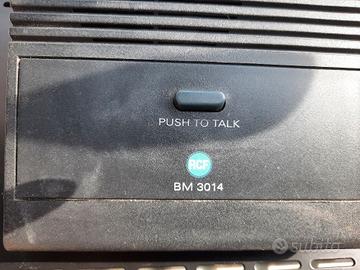 PUSH TO TALK
RCF
BM 3014
subito